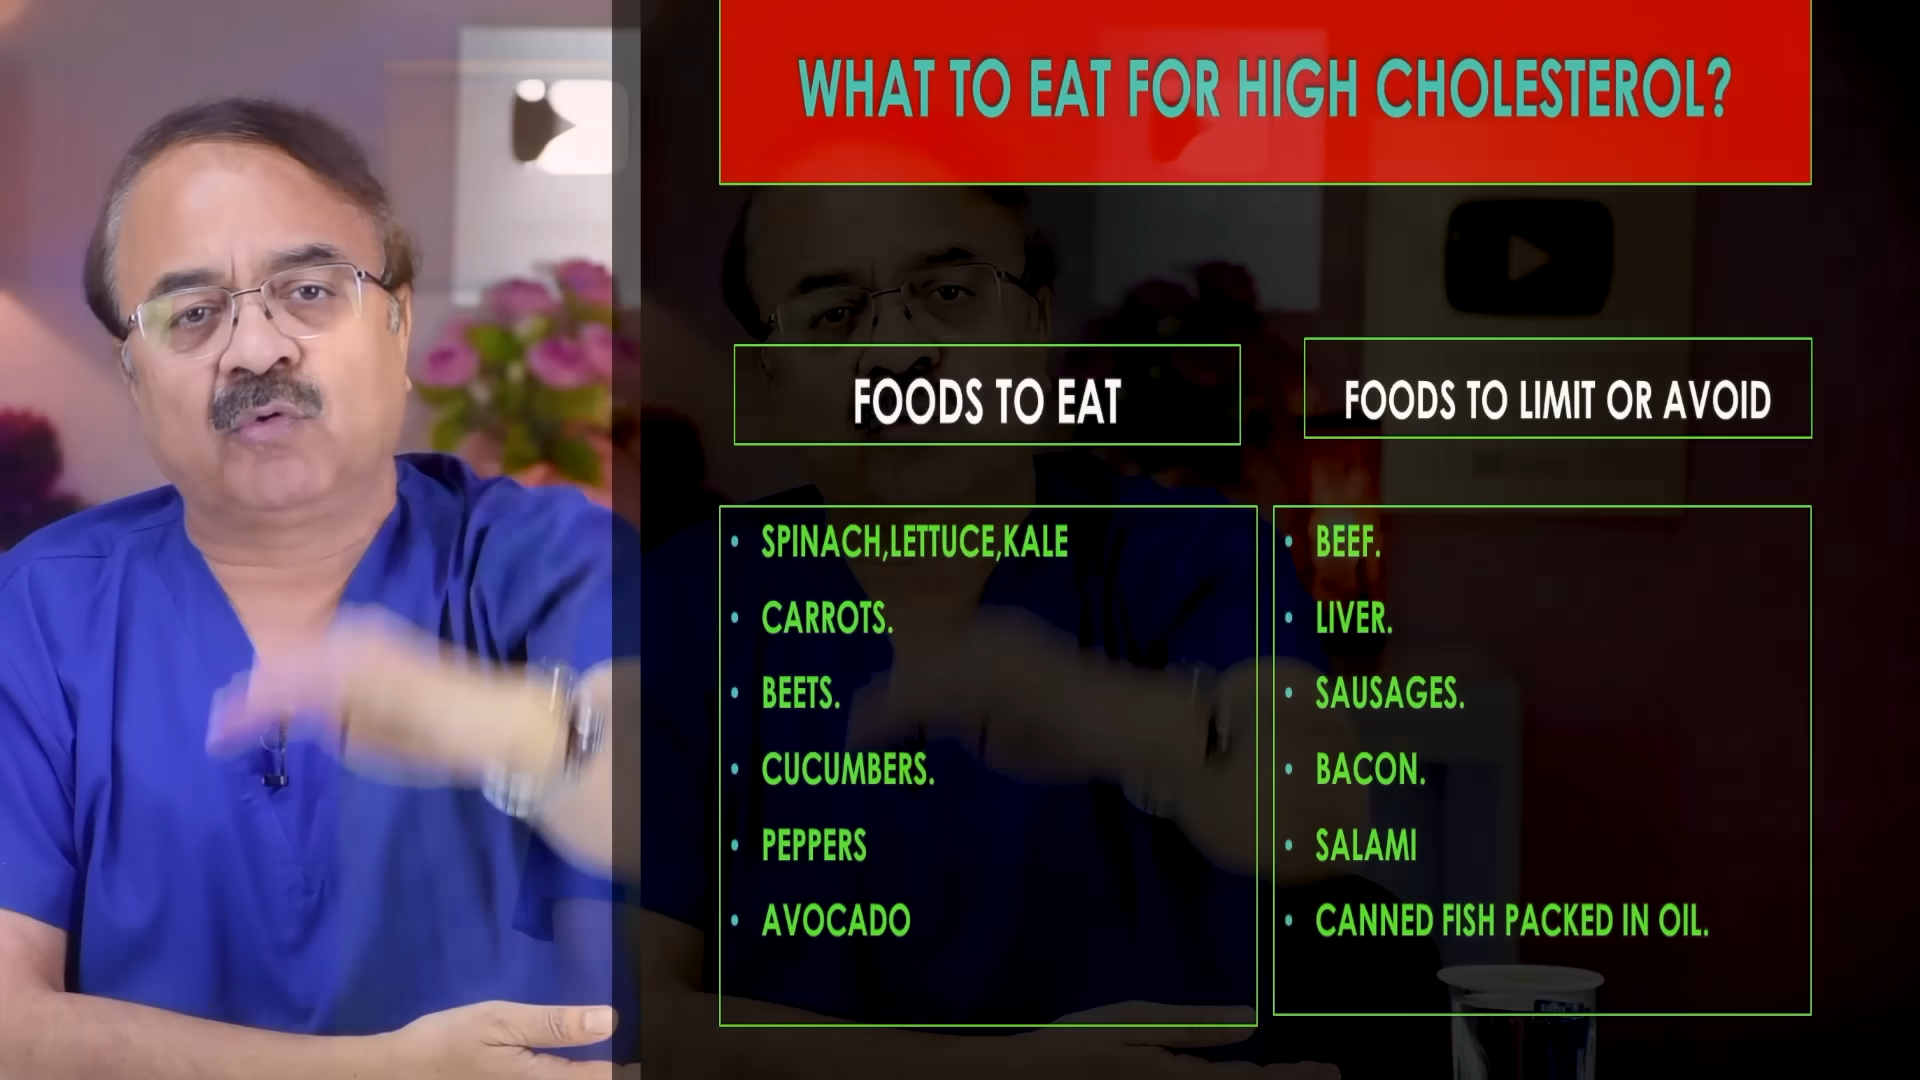 WHAT TO EAT FOR HIGH CHOLESTEROL?
FOODS TO EAT
• SPINACH,LETTUCE,KALE
• CARROTS.
• BEETS.
• CUCUMBERS.
• PEPPERS
• AVOCADO
FOODS TO LIMIT OR AVOID
• BEEF.
• LIVER.
• SAUSAGES.
• BACON.
• SALAMI
• CANNED FISH PACKED IN OIL.